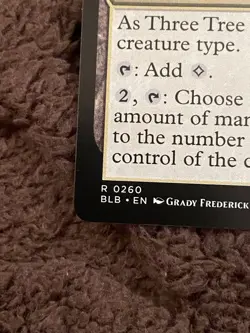 As Three Tree
creature type.
: Add .
2, : Choose
amount of
to the number
control of the
R 0260
BLB • EN GRADY FREDERICK